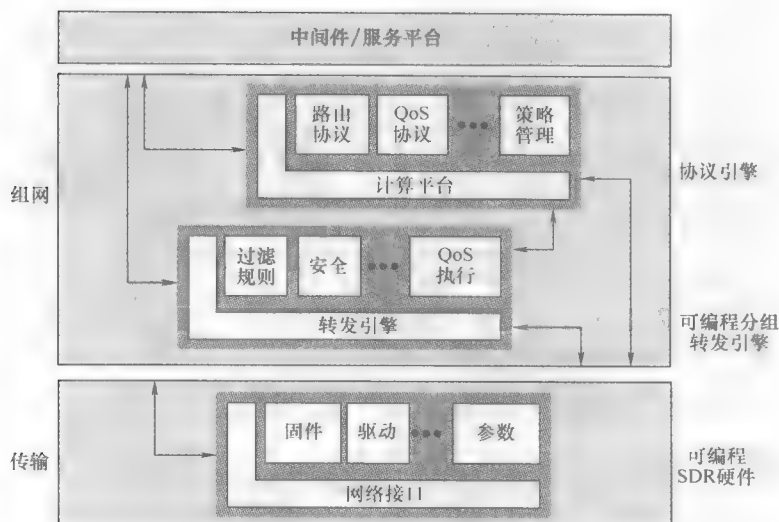 中间件/服务平台
组网
路由
协议
QoS
协议
策略
管理
计算平台
协议引擎
过滤
规则
安全
QoS
执行
转发引擎
可编程分组
转发引擎
传输
固件
驱动
参数
网络接口
可编程
SDR硬件